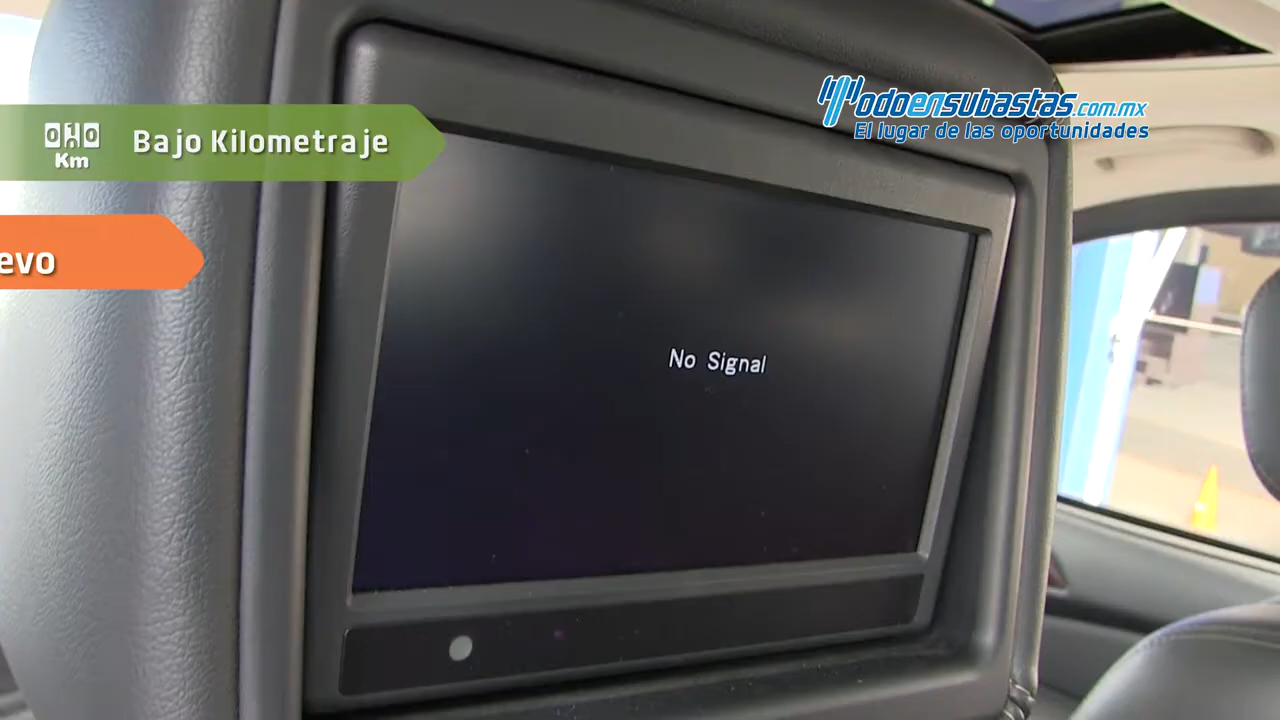 Todoensubastas.com.mx
El lugar de las oportunidades
Bajo Kilometraje
Km
evo
No Signal